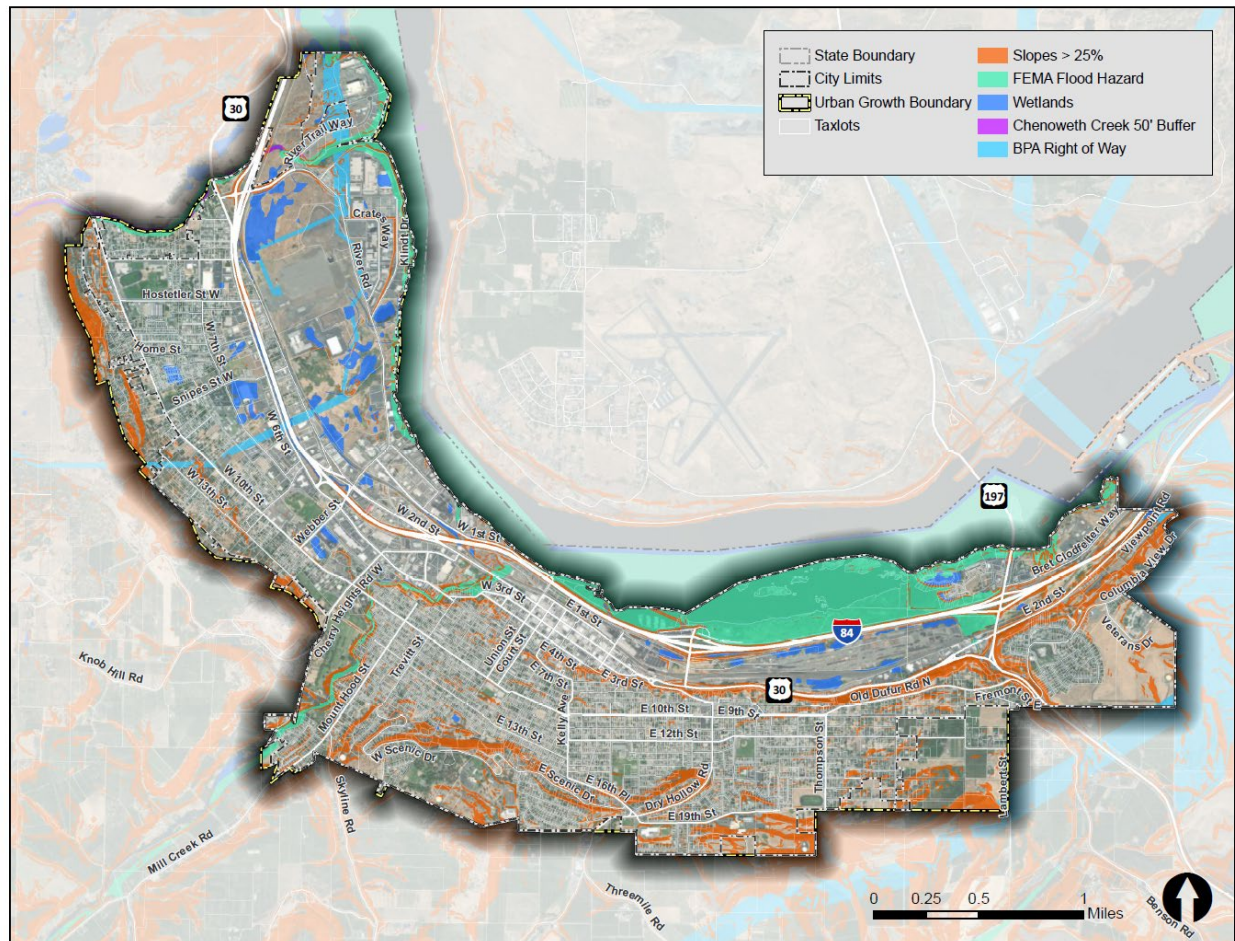 State Boundary
City Limits
Urban Growth Boundary
Taxlots
Slopes > 25%
FEMA Flood Hazard
Wetlands
Chenoweth Creek 50' Buffer
BPA Right of Way
30
River Trail Way
Crates Way
Klindt Dr
River Rd
Hostetler St W
W 7th St
Home St
Snipes St W
W 6th St
W 10th St
W 13th St
Webber St
W 2nd St
W 1st St
197
Bret Clodfelter Way
Viewpoint Rd
Columbia View Dr
E 2nd St
Veterans Dr
84
W 3rd St
E 1st St
Cherry Heights Rd W
Knob Hill Rd
Trevitt St
Union St
Court St
E 4th St
E 3rd St
E 7th St
30
Old Dufur Rd N
Fremont St E
Mount Hood St
E 10th St
E 9th St
E 12th St
E 13th St
Kelly Ave
Thompson St
Lambert St
W Scenic Dr
E Scenic Dr
E 16th Pl
Dry Hollow Rd
E 19th St
Skyline Rd
Mill Creek Rd
Threemile Rd
Benson Rd
0 0.25 0.5 1
Miles